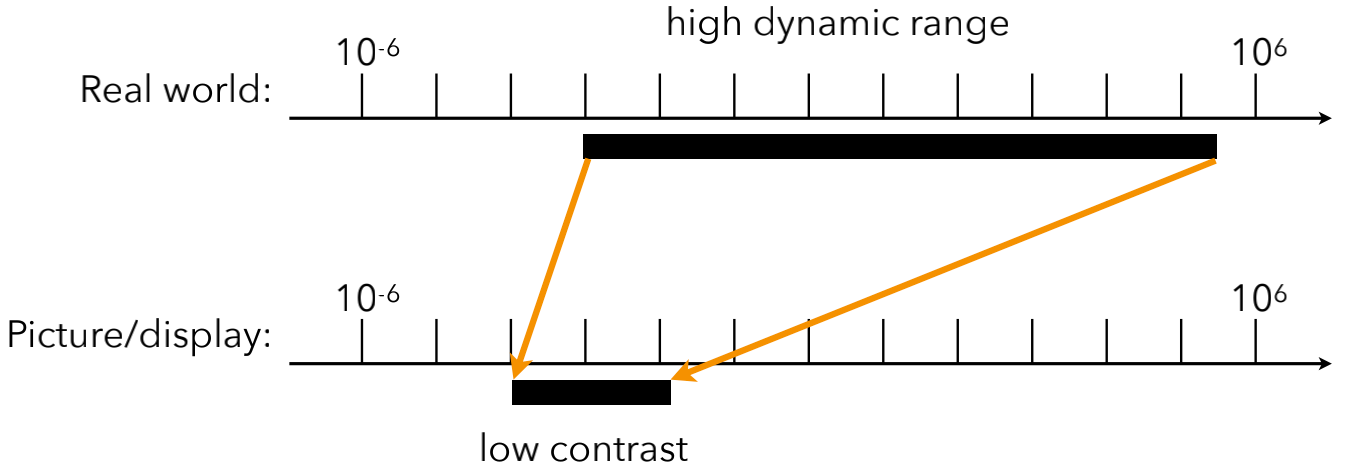 high dynamic range
10-6 106
Real world:
10-6 106
Picture/display:
low contrast